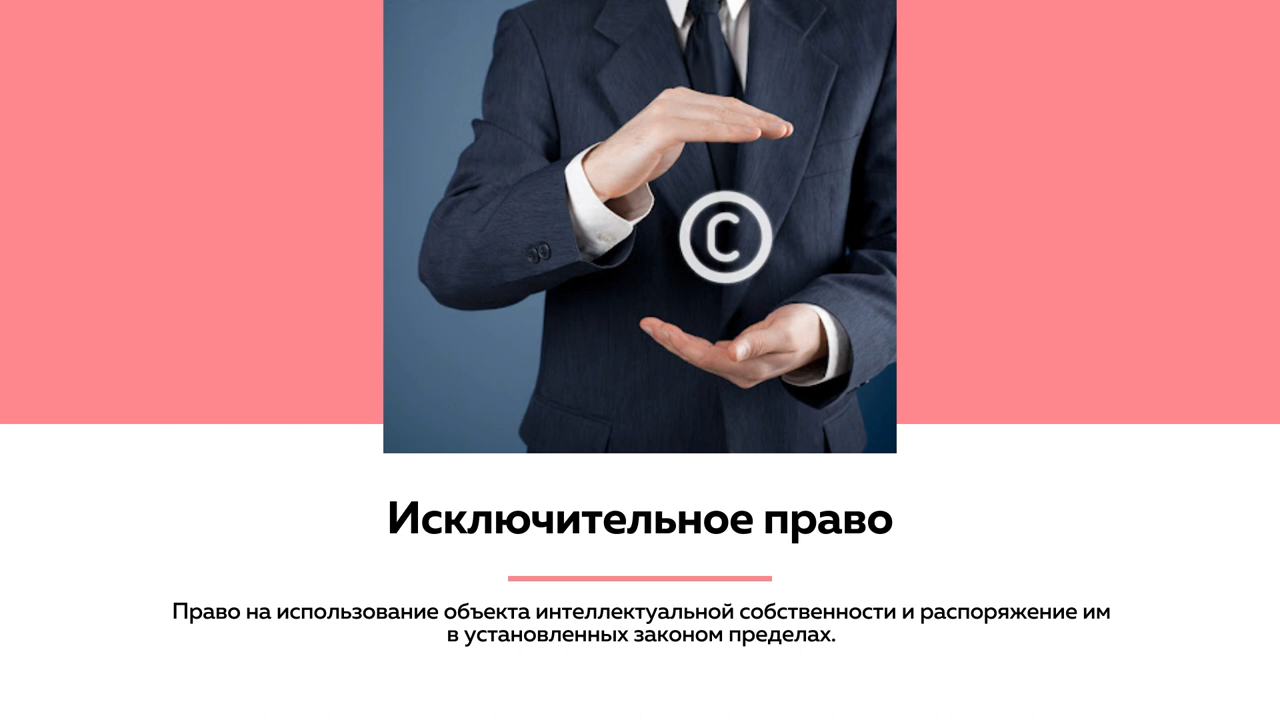 ©
Исключительное право
Право на использование объекта интеллектуальной собственности и распоряжение им
в установленных законом пределах.